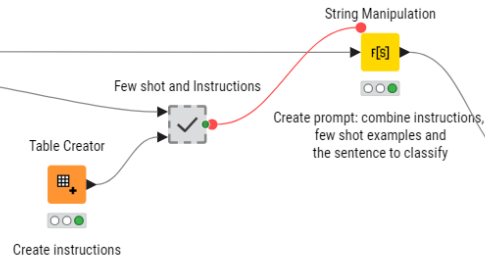 String Manipulation
F[S]
Few shot and Instructions
Create prompt: combine instructions,
few shot examples and
the sentence to classify
Table Creator
Create instructions